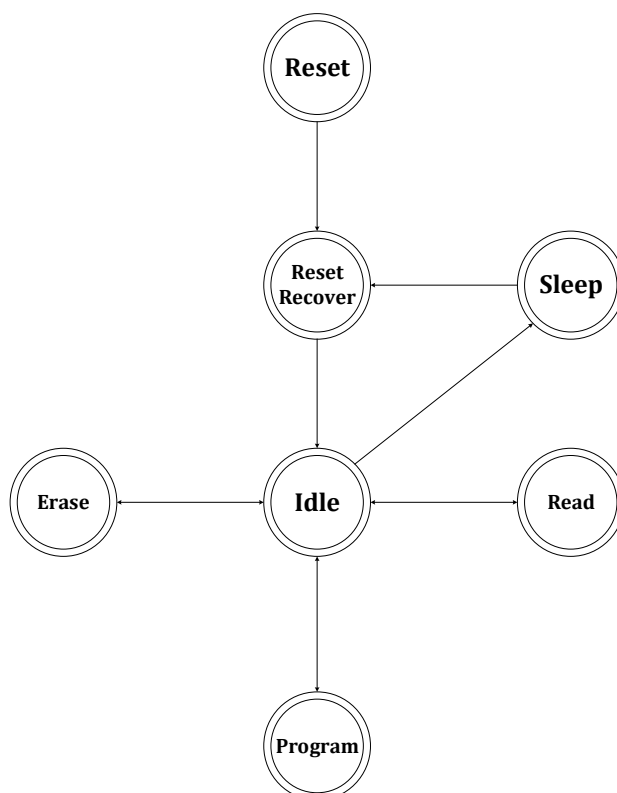 Reset
Reset
Recover
Sleep
Erase
Idle
Read
Program